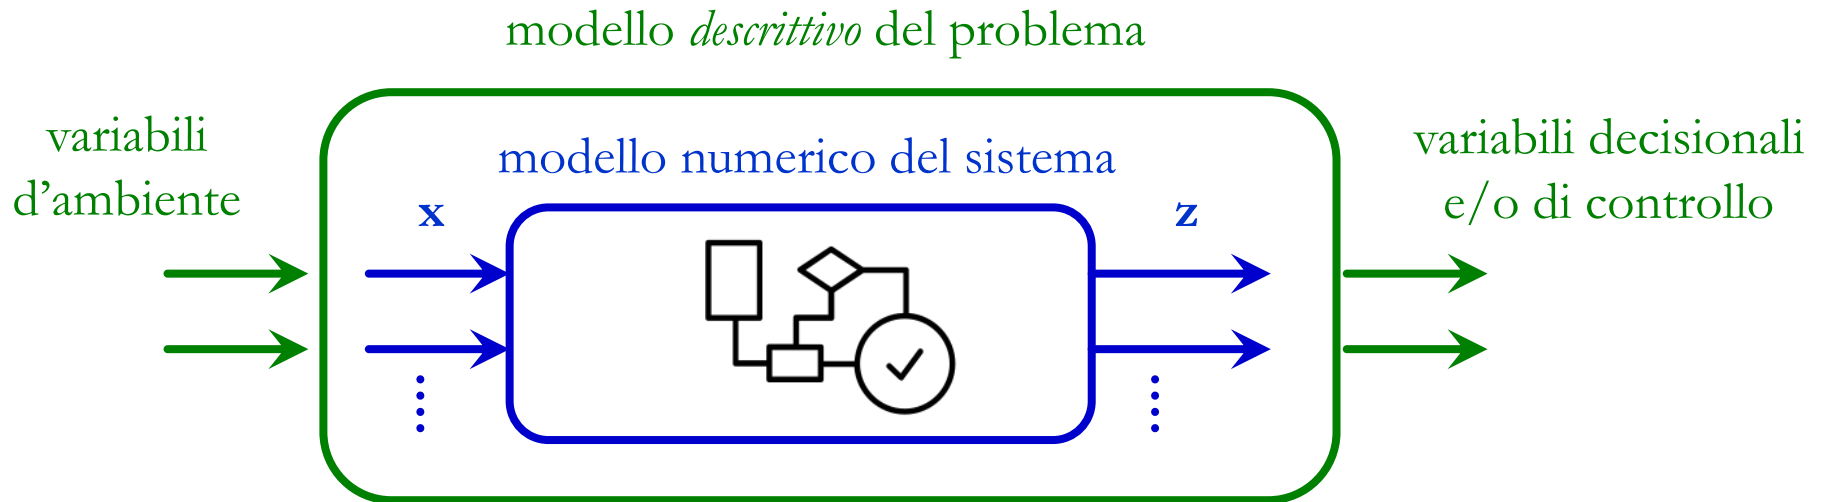 modello descrittivo del problema
variabili
d’ambiente
modello numerico del sistema
x
z
variabili decisionali
e/o di controllo